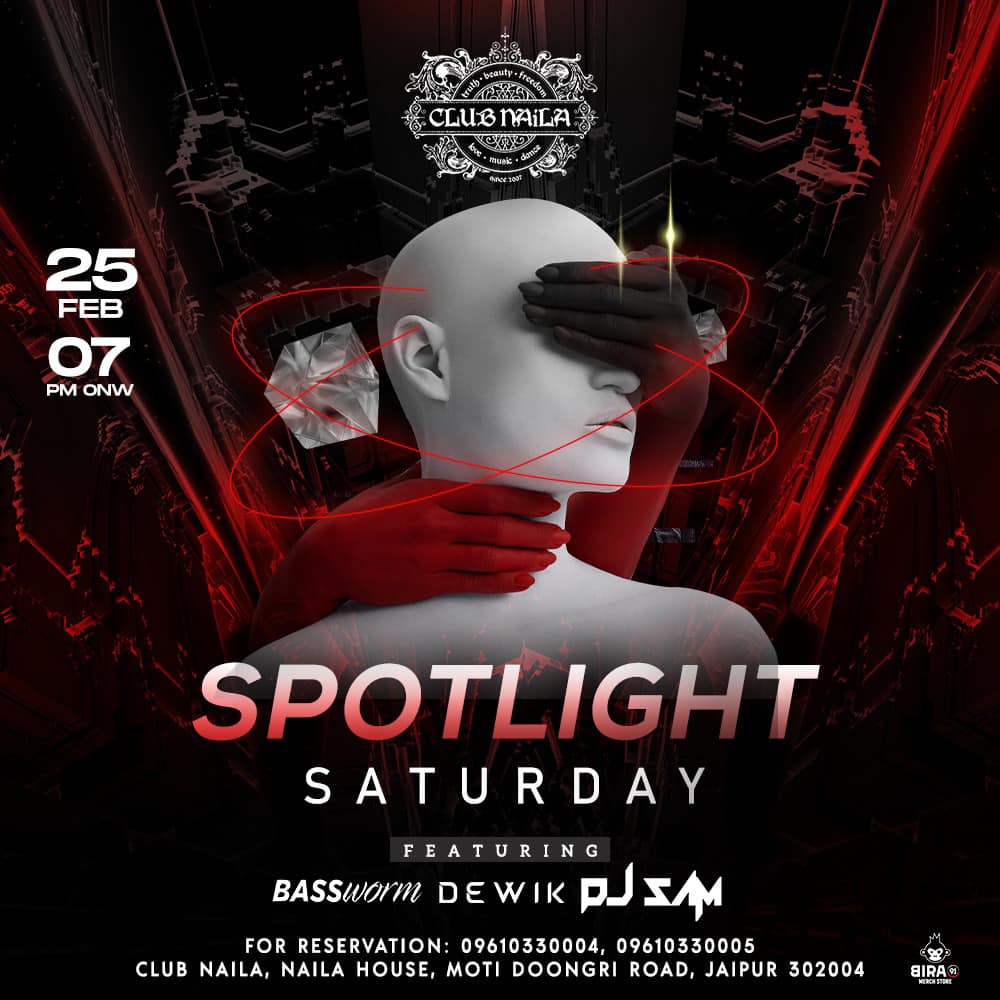 truth • beauty • freedom
CLUB NAILA
love • music • dance
since 2007
25
FEB
07
PM ONW
SPOTLIGHT
SATURDAY
FEATURING
BASSworm DEWIK DJ SAM
FOR RESERVATION: 09610330004, 09610330005
CLUB NAILA, NAILA HOUSE, MOTI DOONGRI ROAD, JAIPUR 302004
BIRA 91
MERCH STORE